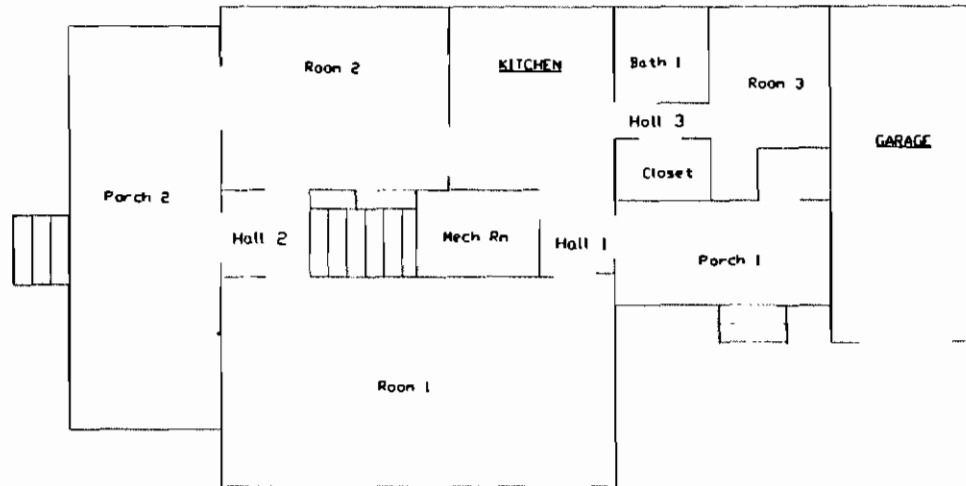 Room 2
KITCHEN
Bath 1
Room 3
Hall 3
GARAGE
Closet
Porch 2
Hall 2
Mech Rm
Hall 1
Porch 1
Room 1